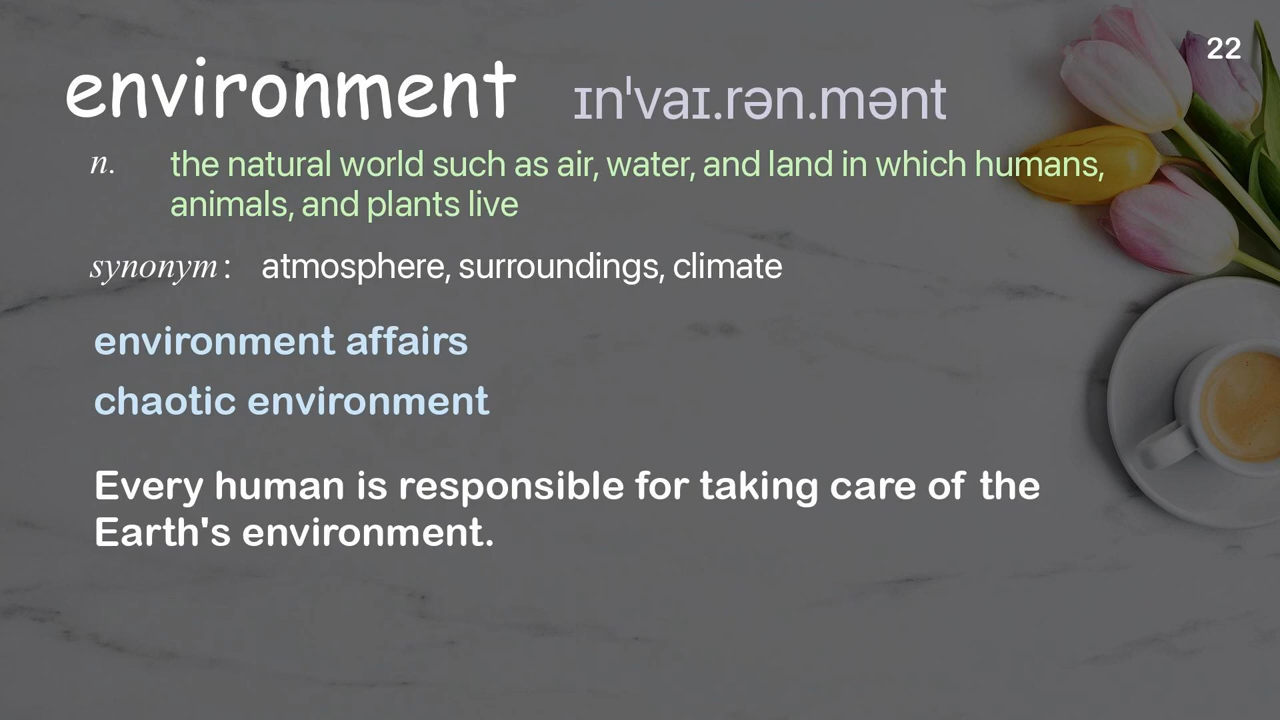 22
environment ɪnˈvaɪ.rən.mənt
n. the natural world such as air, water, and land in which humans,
animals, and plants live
synonym: atmosphere, surroundings, climate
environment affairs
chaotic environment
Every human is responsible for taking care of the
Earth's environment.